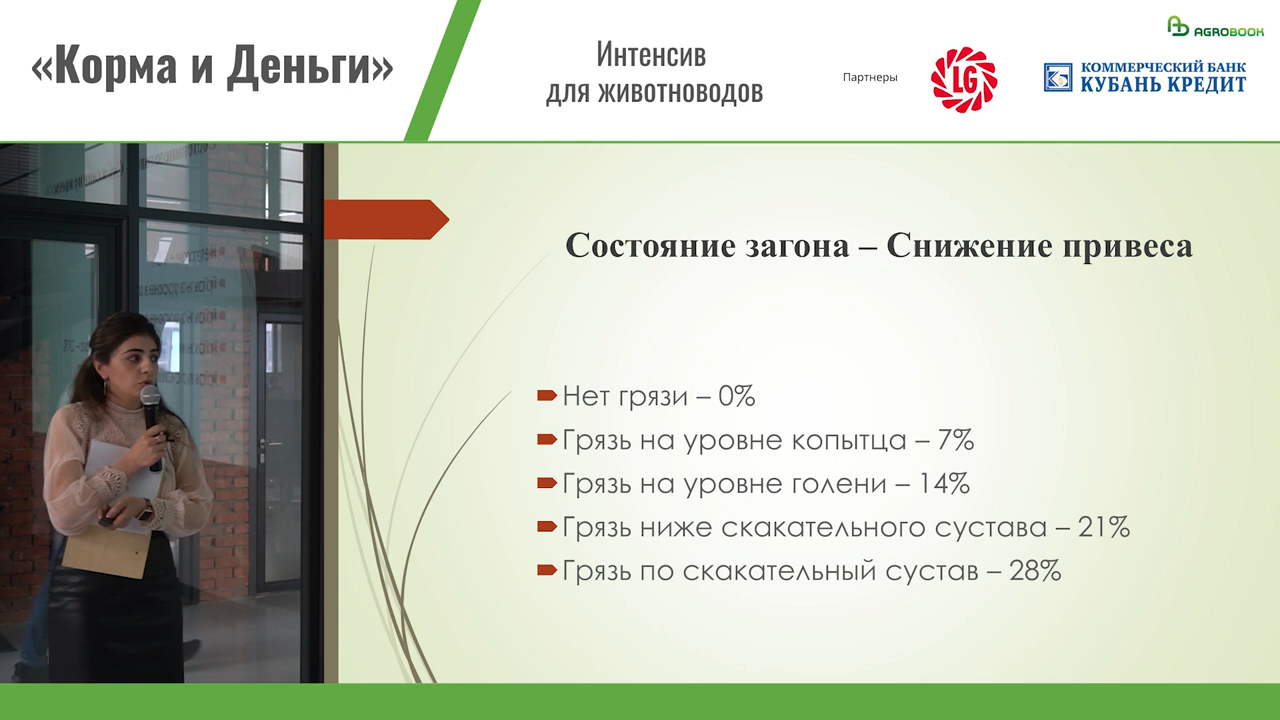 «Корма и Деньги»
Интенсив
для животноводов
Партнеры
LG
КОММЕРЧЕСКИЙ БАНК
КУБАНЬ КРЕДИТ
AGROBOOK
Состояние загона – Снижение привеса
Нет грязи – 0%
Грязь на уровне копытца – 7%
Грязь на уровне голени – 14%
Грязь ниже скакательного сустава – 21%
Грязь по скакательный сустав – 28%